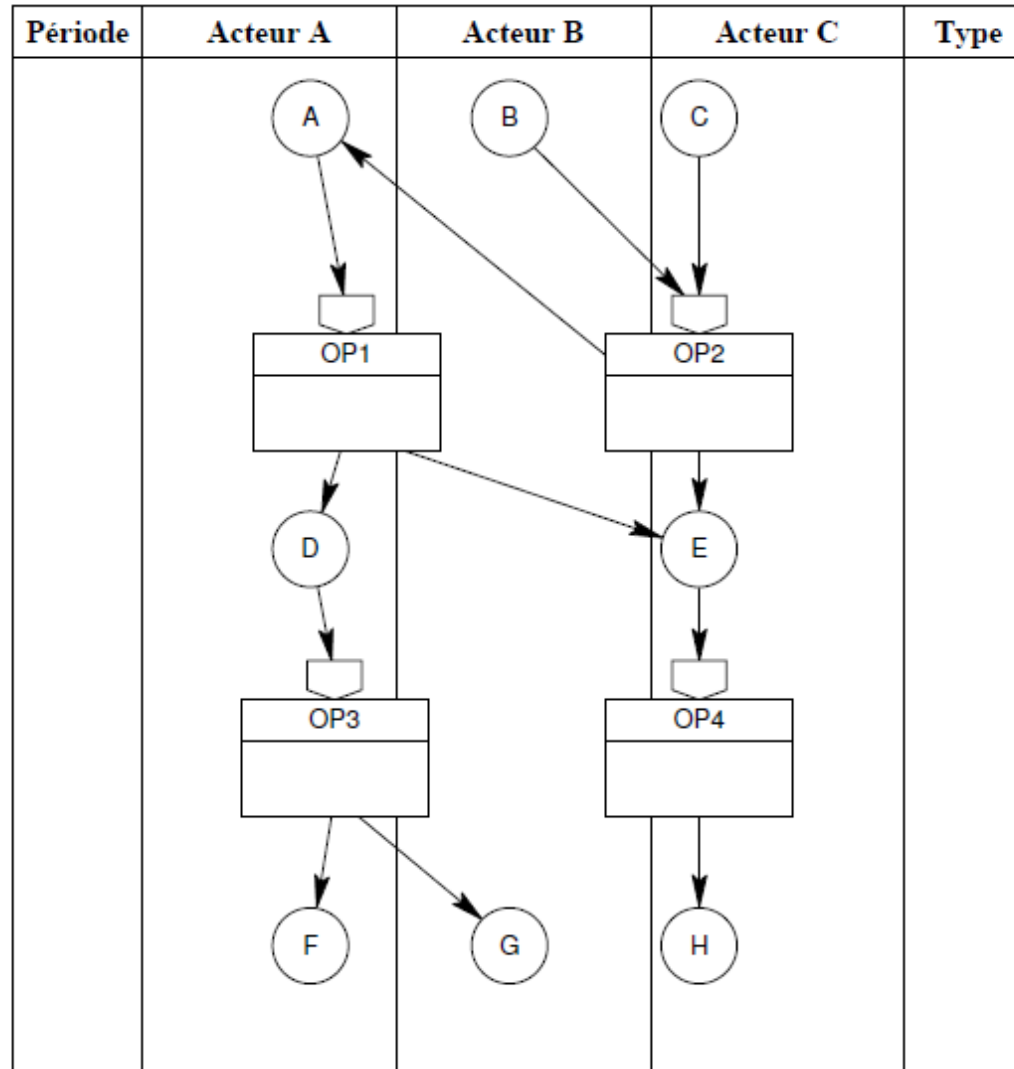 Période Acteur A Acteur B Acteur C Type
A B C
OP1 OP2
D E
OP3 OP4
F G H